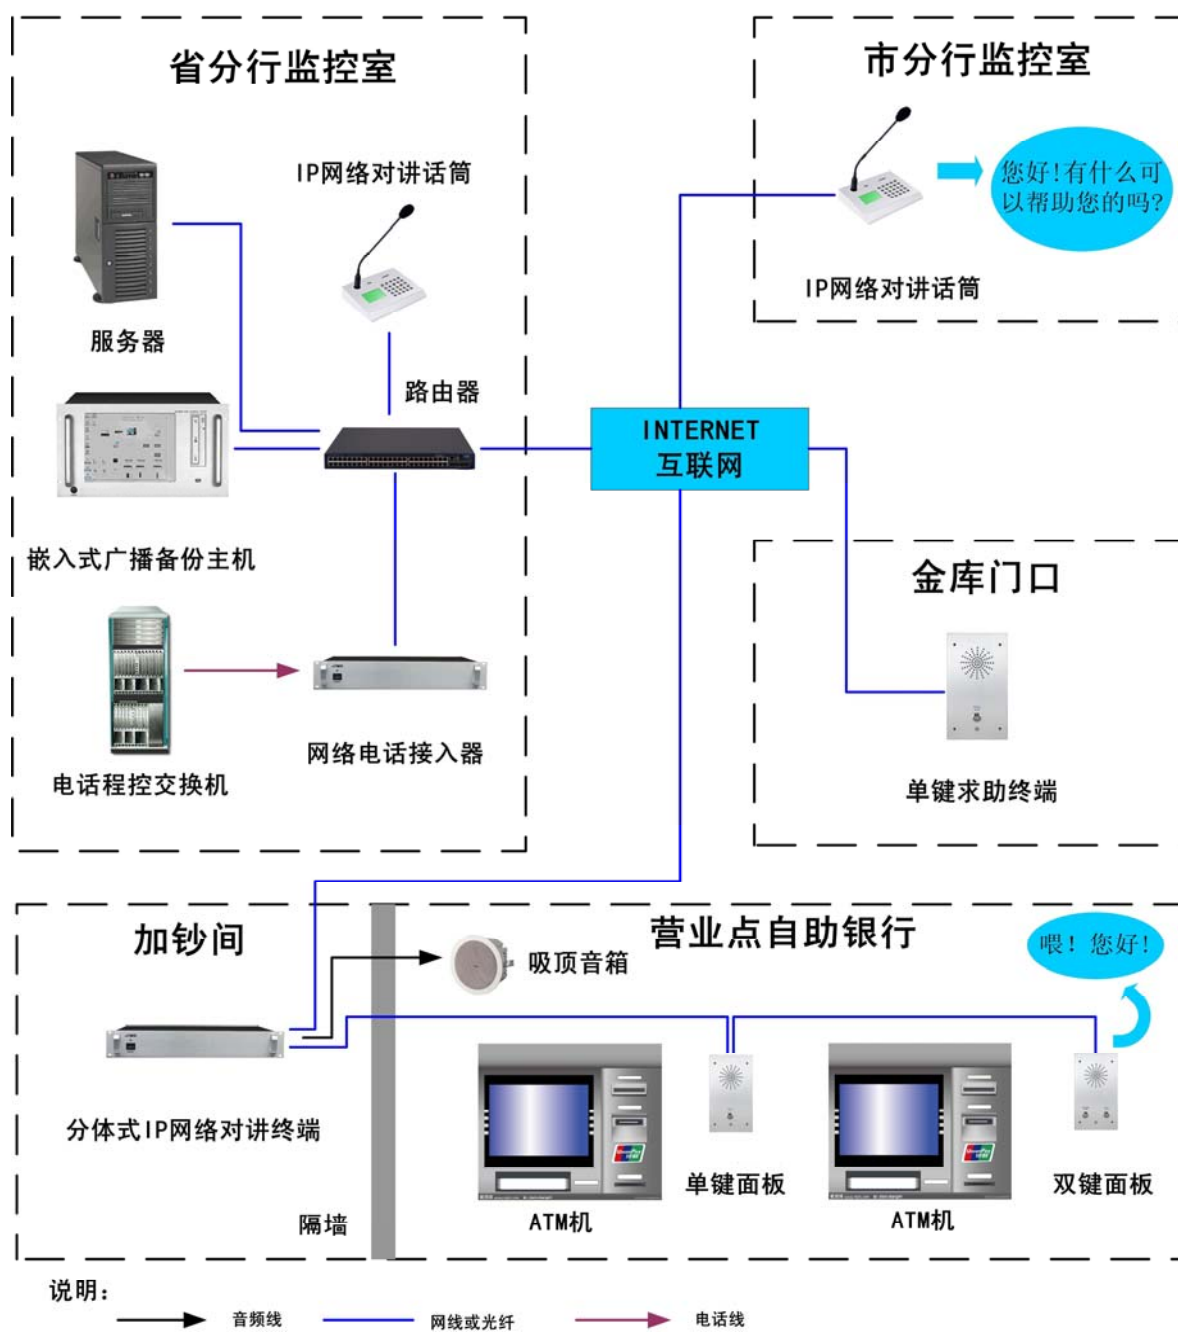 省分行监控室
IP网络对讲话筒
服务器
路由器
嵌入式广播备份主机
电话程控交换机
网络电话接入器
市分行监控室
您好!有什么可
以帮助您的吗?
IP网络对讲话筒
INTERNET
互联网
金库门口
单键求助终端
加钞间
分体式IP网络对讲终端
隔墙
营业点自助银行
吸顶音箱
喂!您好!
ATM机
单键面板
ATM机
双键面板
说明:
音频线
网线或光纤
电话线